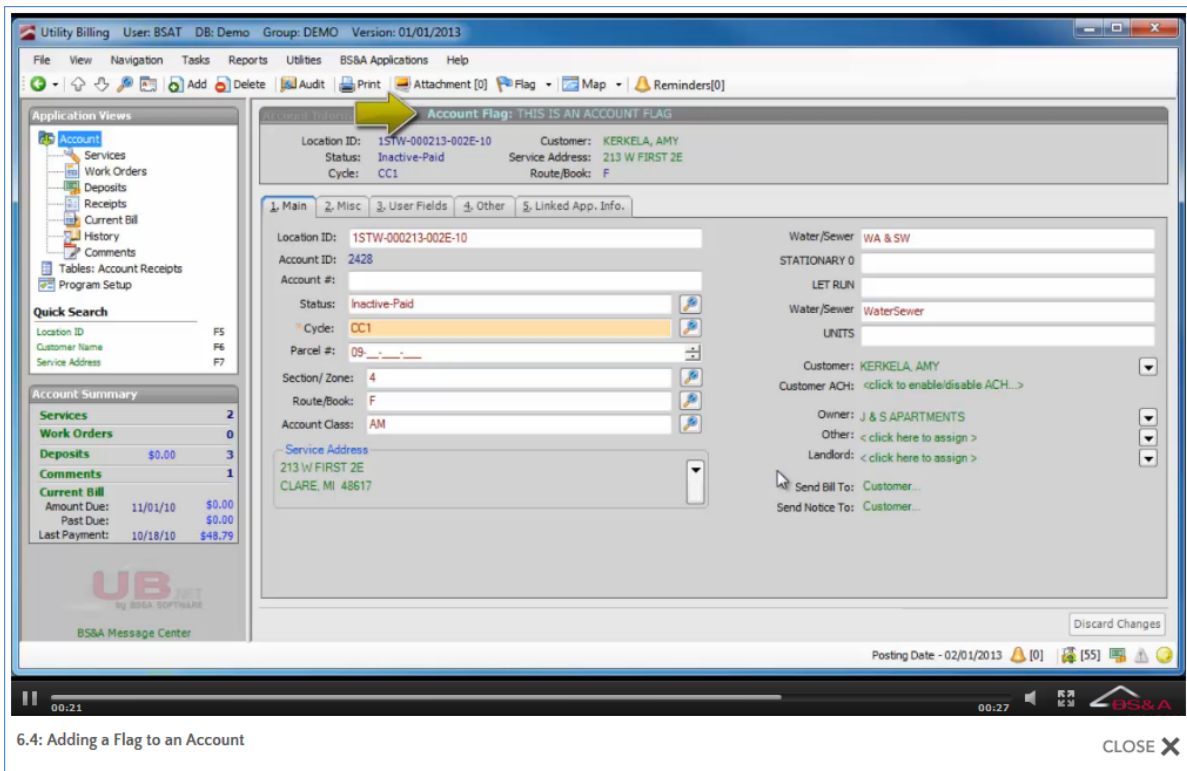 Utility Billing User: BSAT DB: Demo Group: DEMO Version: 01/01/2013
File View Navigation Tasks Reports Utilities BS&A Applications Help
Add Delete Audit Print Attachment [0] Flag Map Reminders[0]
Application Views
Account
Services
Work Orders
Deposits
Receipts
Current Bill
History
Comments
Tables: Account Receipts
Program Setup
Quick Search
Location ID F5
Customer Name F6
Service Address F7
Account Summary
Services 2
Work Orders 0
Deposits $0.00 3
Comments 1
Current Bill
Amount Due: 11/01/10 $0.00
Past Due: $0.00
Last Payment: 10/18/10 $48.79
UB.NET
by BS&A SOFTWARE
BS&A Message Center
Account Flag: THIS IS AN ACCOUNT FLAG
Location ID: 1STW-000213-002E-10 Customer: KERKELA, AMY
Status: Inactive-Paid Service Address: 213 W FIRST 2E
Cycle: CC1 Route/Book: F
1. Main 2. Misc 3. User Fields 4. Other 5. Linked App. Info.
Location ID: 1STW-000213-002E-10
Account ID: 2428
Account #:
Status: Inactive-Paid
*Cycle: CC1
Parcel #: 09-__-___-___
Section/ Zone: 4
Route/Book: F
Account Class: AM
Service Address
213 W FIRST 2E
CLARE, MI 48617
Water/Sewer WA & SW
STATIONARY 0
LET RUN
Water/Sewer WaterSewer
UNITS
Customer: KERKELA, AMY
Customer ACH: <click to enable/disable ACH...>
Owner: J & S APARTMENTS
Other: < click here to assign >
Landlord: < click here to assign >
Send Bill To: Customer...
Send Notice To: Customer...
Discard Changes
Posting Date - 02/01/2013 [0] [55]
00:21 00:27 BS&A
6.4: Adding a Flag to an Account
CLOSE